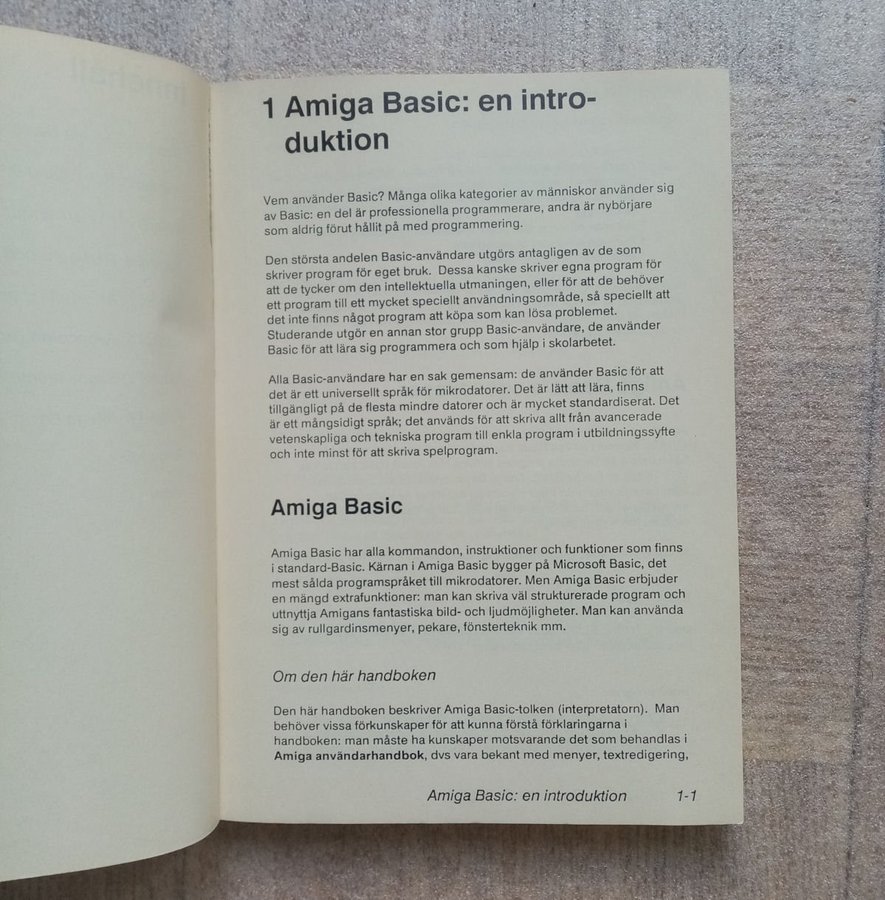 1 Amiga Basic: en intro-
duktion
Vem använder Basic? Många olika kategorier av människor använder sig
av Basic: en del är professionella programmerare, andra är nybörjare
som aldrig förut hållit på med programmering.
Den största andelen Basic-användare utgörs antagligen av de som
skriver program för eget bruk. Dessa kanske skriver egna program för
att de tycker om den intellektuella utmaningen, eller för att de behöver
ett program till ett mycket speciellt användningsområde, så speciellt att
det inte finns något program att köpa som kan lösa problemet.
Studerande utgör en annan stor grupp Basic-användare, de använder
Basic för att lära sig programmera och som hjälp i skolarbetet.
Alla Basic-användare har en sak gemensam: de använder Basic för att
det är ett universellt språk för mikrodatorer. Det är lätt att lära, finns
tillgängligt på de flesta mindre datorer och är mycket standardiserat. Det
är ett mångsidigt språk; det används för att skriva allt från avancerade
vetenskapliga och tekniska program till enkla program i utbildningssyfte
och inte minst för att skriva spelprogram.
Amiga Basic
Amiga Basic har alla kommandon, instruktioner och funktioner som finns
i standard-Basic. Kärnan i Amiga Basic bygger på Microsoft Basic, det
mest sålda programspråket till mikrodatorer. Men Amiga Basic erbjuder
en mängd extrafunktioner: man kan skriva väl strukturerade program och
uttnyttja Amigans fantastiska bild- och ljudmöjligheter. Man kan använda
sig av rullgardinsmenyer, pekare, fönsterteknik mm.
Om den här handboken
Den här handboken beskriver Amiga Basic-tolken (interpretatorn). Man
behöver vissa förkunskaper för att kunna förstå förklaringarna i
handboken: man måste ha kunskaper motsvarande det som behandlas i
Amiga användarhandbok, dvs vara bekant med menyer, textredigering,
Amiga Basic: en introduktion 1-1